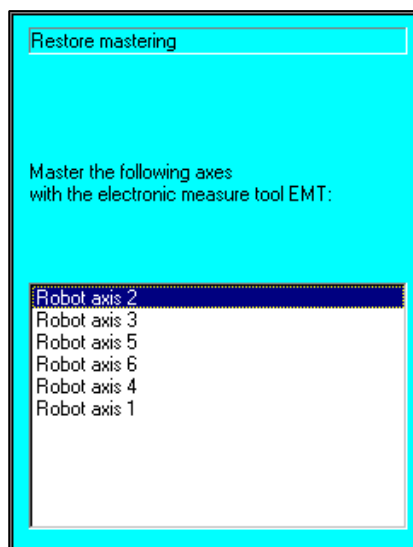 Restore mastering
Master the following axes
with the electronic measure tool EMT:
Robot axis 2
Robot axis 3
Robot axis 5
Robot axis 6
Robot axis 4
Robot axis 1